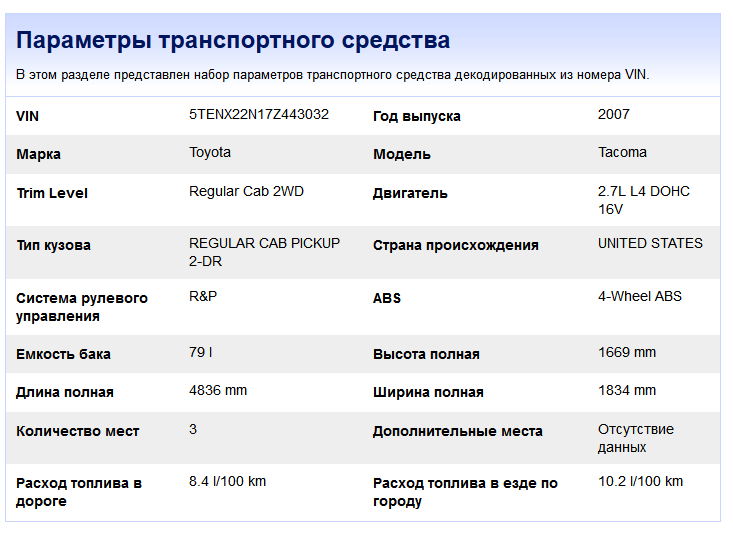 Параметры транспортного средства
В этом разделе представлен набор параметров транспортного средства декодированных из номера VIN.
VIN 5TENX22N17Z443032 Год выпуска 2007
Марка Toyota Модель Tacoma
Trim Level Regular Cab 2WD Двигатель 2.7L L4 DOHC
16V
Тип кузова REGULAR CAB PICKUP Страна происхождения UNITED STATES
2-DR
Система рулевого R&P ABS 4-Wheel ABS
управления
Емкость бака 79 l Высота полная 1669 mm
Длина полная 4836 mm Ширина полная 1834 mm
Количество мест 3 Дополнительные места Отсутствие
данных
Расход топлива в 8.4 l/100 km Расход топлива в езде по 10.2 l/100 km
дороге городу